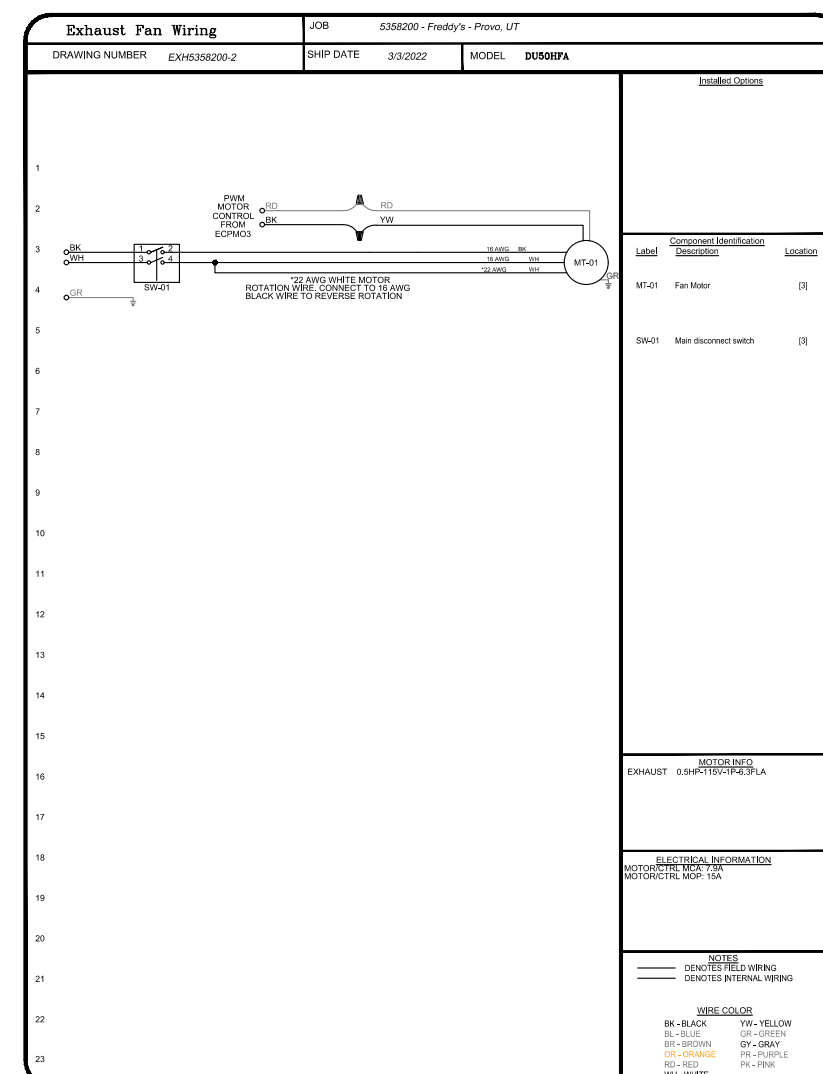 Exhaust Fan Wiring
JOB 5358200 - Freddy's - Provo, UT
DRAWING NUMBER EXH5358200-2
SHIP DATE 3/3/2022
MODEL DU50HFA
Installed Options
1
2
3
4
5
6
7
8
9
10
11
12
13
14
15
16
17
18
19
20
21
22
23
PWM
MOTOR
CONTROL
FROM
ECPMO3
RD
BK
RD
YW
BK
WH
1 2
3 4
SW-01
16 AWG BK
16 AWG WH
*22 AWG WH
MT-01
GR
GR
*22 AWG WHITE MOTOR
ROTATION WIRE. CONNECT TO 16 AWG
BLACK WIRE TO REVERSE ROTATION
Component Identification
Label Description Location
MT-01 Fan Motor [3]
SW-01 Main disconnect switch [3]
MOTOR INFO
EXHAUST 0.5HP-115V-1P-6.3FLA
ELECTRICAL INFORMATION
MOTOR/CTRL MCA: 7.9A
MOTOR/CTRL MOP: 15A
NOTES
DENOTES FIELD WIRING
DENOTES INTERNAL WIRING
WIRE COLOR
BK - BLACK YW - YELLOW
BL - BLUE GR - GREEN
BR - BROWN GY - GRAY
OR - ORANGE PR - PURPLE
RD - RED PK - PINK
WH - WHITE